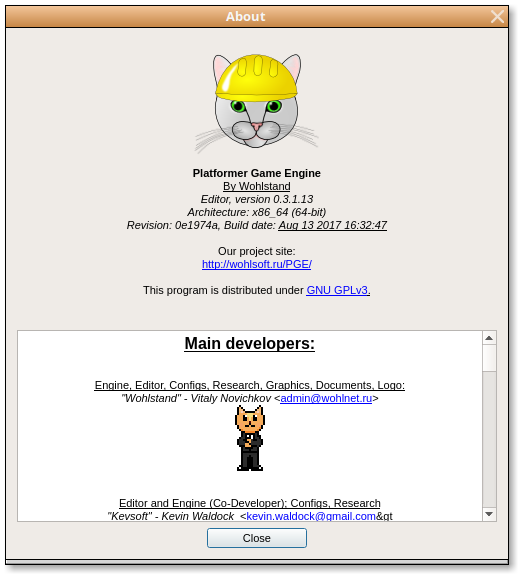 About
Platformer Game Engine
By Wohlstand
Editor, version 0.3.1.13
Architecture: x86_64 (64-bit)
Revision: 0e1974a, Build date: Aug 13 2017 16:32:47
Our project site:
http://wohlsoft.ru/PGE/
This program is distributed under GNU GPLv3.
Main developers:
Engine, Editor, Configs, Research, Graphics, Documents, Logo:
"Wohlstand" - Vitaly Novichkov <admin@wohlnet.ru>
Editor and Engine (Co-Developer); Configs, Research
"Kevsoft" - Kevin Waldock <kevin.waldock@gmail.com&gt
Close